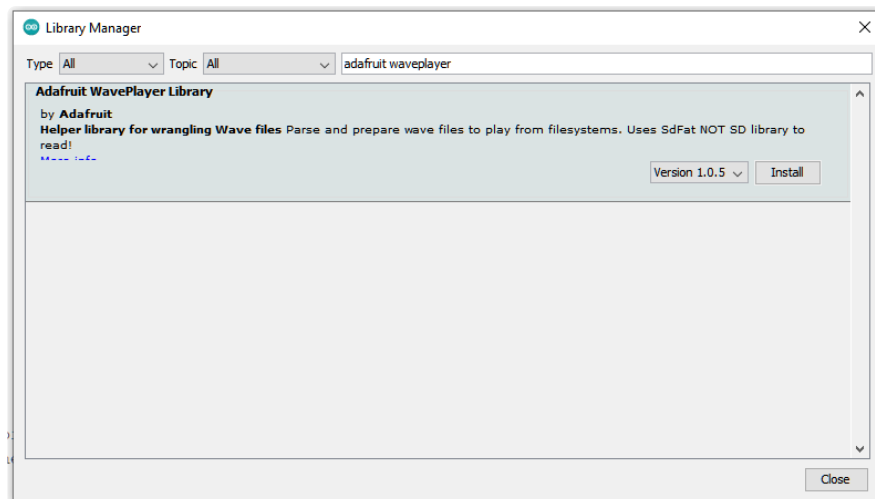 Library Manager
Type All Topic All adafruit waveplayer
Adafruit WavePlayer Library
by Adafruit
Helper library for wrangling Wave files Parse and prepare wave files to play from filesystems. Uses SdFat NOT SD library to
read!
More info
Version 1.0.5 Install
Close